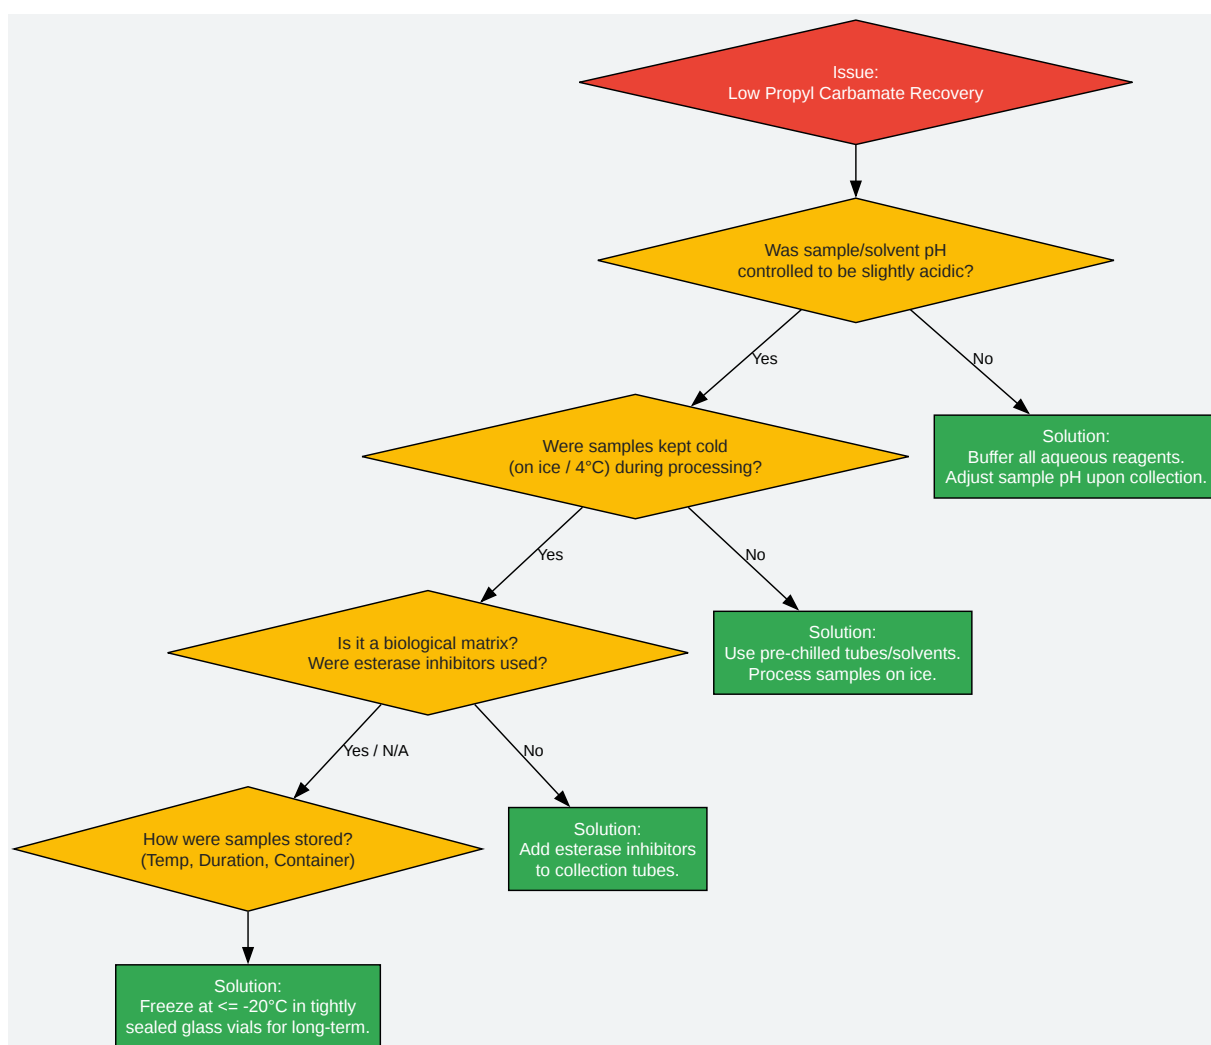 Issue:
Low Propyl Carbamate Recovery
Was sample/solvent pH
controlled to be slightly acidic?
Yes
No
Were samples kept cold
(on ice / 4°C) during processing?
Solution:
Buffer all aqueous reagents.
Adjust sample pH upon collection.
Yes
No
Is it a biological matrix?
Were esterase inhibitors used?
Solution:
Use pre-chilled tubes/solvents.
Process samples on ice.
Yes / N/A
No
How were samples stored?
(Temp, Duration, Container)
Solution:
Add esterase inhibitors
to collection tubes.
Solution:
Freeze at <= -20°C in tightly
sealed glass vials for long-term.